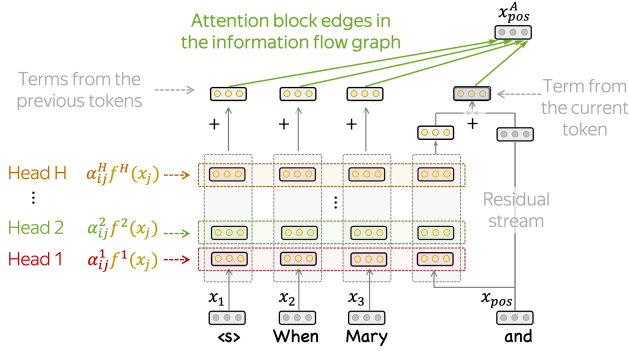 Attention block edges in
the information flow graph
x^A_pos
Terms from the
previous tokens
Term from
the current
token
+ + + +
Head H α^H_ij f^H(x_j)
⋮ ⋮
Head 2 α^2_ij f^2(x_j)
Head 1 α^1_ij f^1(x_j)
Residual
stream
x_1 x_2 x_3 x_pos
<s> When Mary and